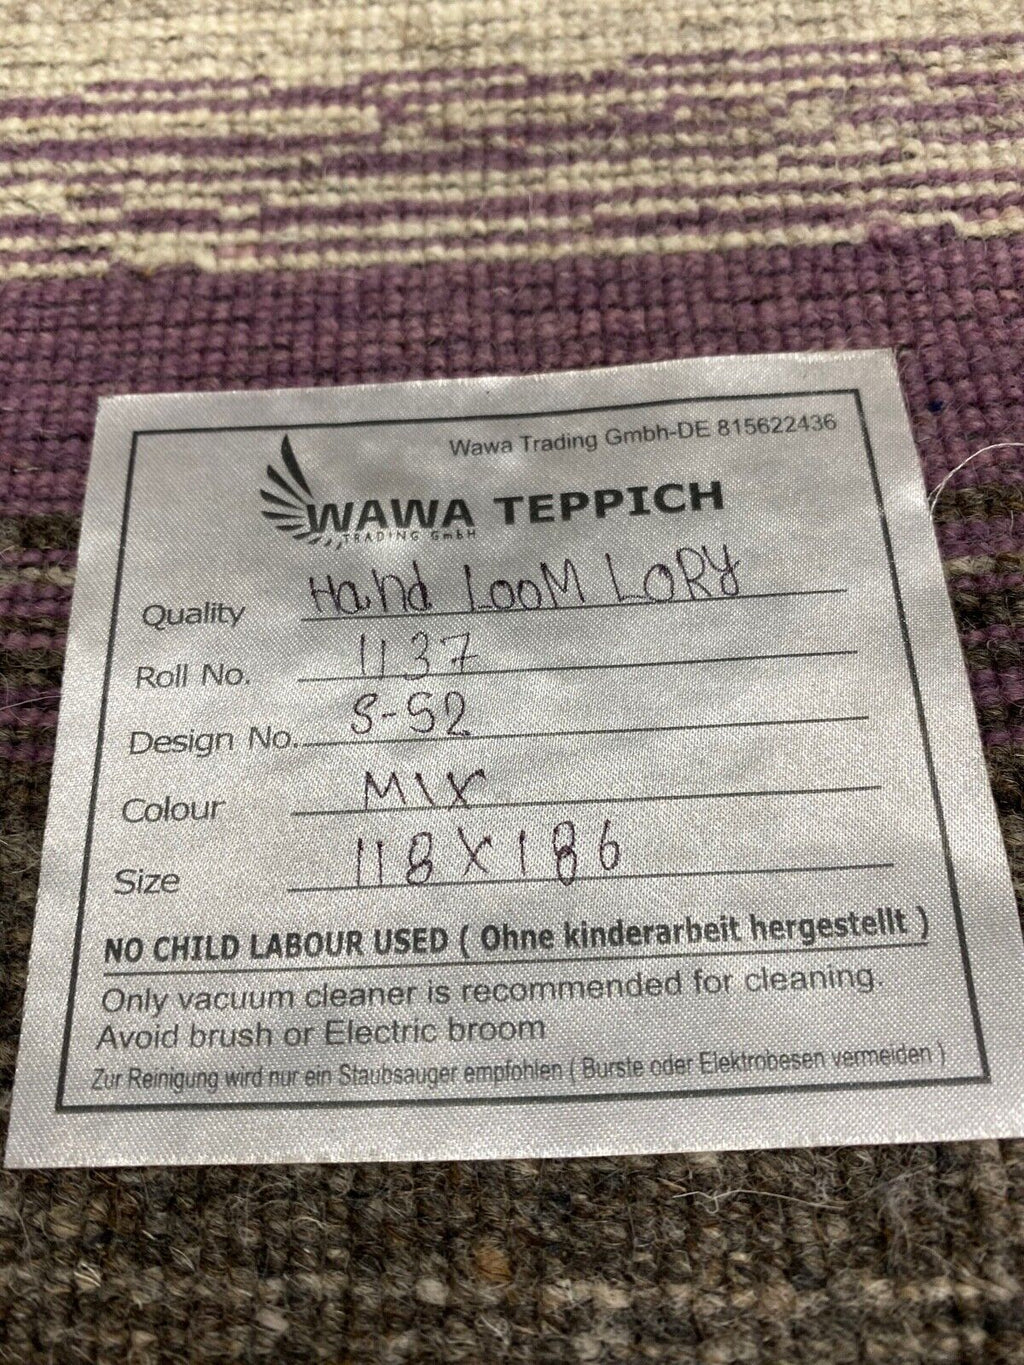 Wawa Trading Gmbh-DE 815622436
WAWA TEPPICH
TRADING GmbH
Quality Hand LooM LORY
Roll No. 1137
Design No. S-52
Colour MIX
Size 118X186
NO CHILD LABOUR USED ( Ohne kinderarbeit hergestellt )
Only vacuum cleaner is recommended for cleaning.
Avoid brush or Electric broom
Zur Reinigung wird nur ein Staubsauger empfohlen ( Burste oder Elektrobesen vermeiden )